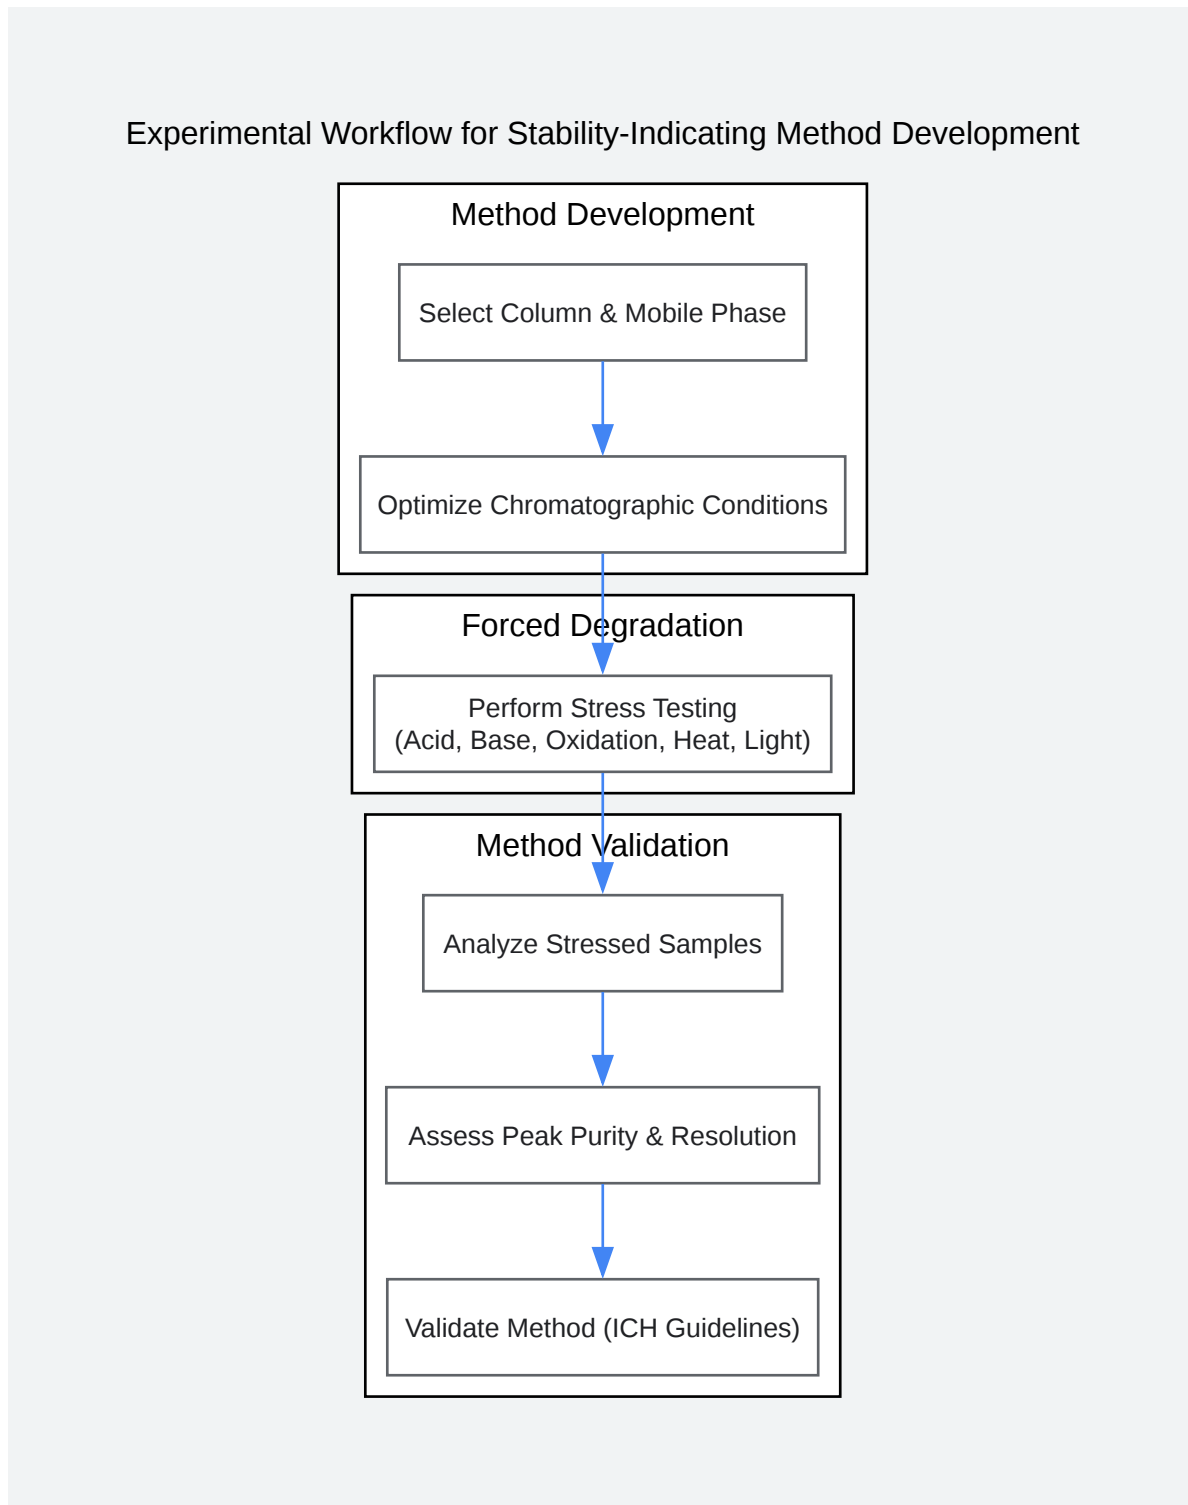 Experimental Workflow for Stability-Indicating Method Development
Method Development
Select Column & Mobile Phase
Optimize Chromatographic Conditions
Forced Degradation
Perform Stress Testing
(Acid, Base, Oxidation, Heat, Light)
Method Validation
Analyze Stressed Samples
Assess Peak Purity & Resolution
Validate Method (ICH Guidelines)